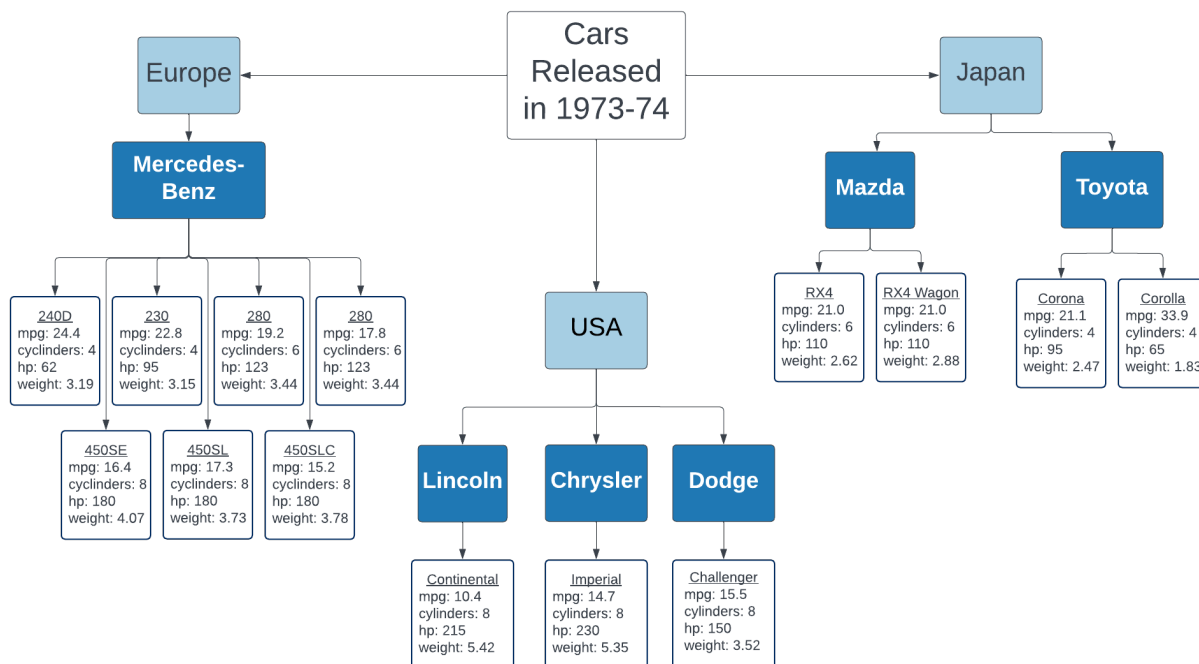 Cars
Released
in 1973-74
Europe
Japan
Mercedes-
Benz
Mazda
Toyota
240D
mpg: 24.4
cyclinders: 4
hp: 62
weight: 3.19
230
mpg: 22.8
cyclinders: 4
hp: 95
weight: 3.15
280
mpg: 19.2
cyclinders: 6
hp: 123
weight: 3.44
280
mpg: 17.8
cyclinders: 6
hp: 123
weight: 3.44
450SE
mpg: 16.4
cyclinders: 8
hp: 180
weight: 4.07
450SL
mpg: 17.3
cyclinders: 8
hp: 180
weight: 3.73
450SLC
mpg: 15.2
cyclinders: 8
hp: 180
weight: 3.78
USA
Lincoln
Chrysler
Dodge
Continental
mpg: 10.4
cylinders: 8
hp: 215
weight: 5.42
Imperial
mpg: 14.7
cylinders: 8
hp: 230
weight: 5.35
Challenger
mpg: 15.5
cylinders: 8
hp: 150
weight: 3.52
RX4
mpg: 21.0
cylinders: 6
hp: 110
weight: 2.62
RX4 Wagon
mpg: 21.0
cylinders: 6
hp: 110
weight: 2.88
Corona
mpg: 21.1
cylinders: 4
hp: 95
weight: 2.47
Corolla
mpg: 33.9
cylinders: 4
hp: 65
weight: 1.83